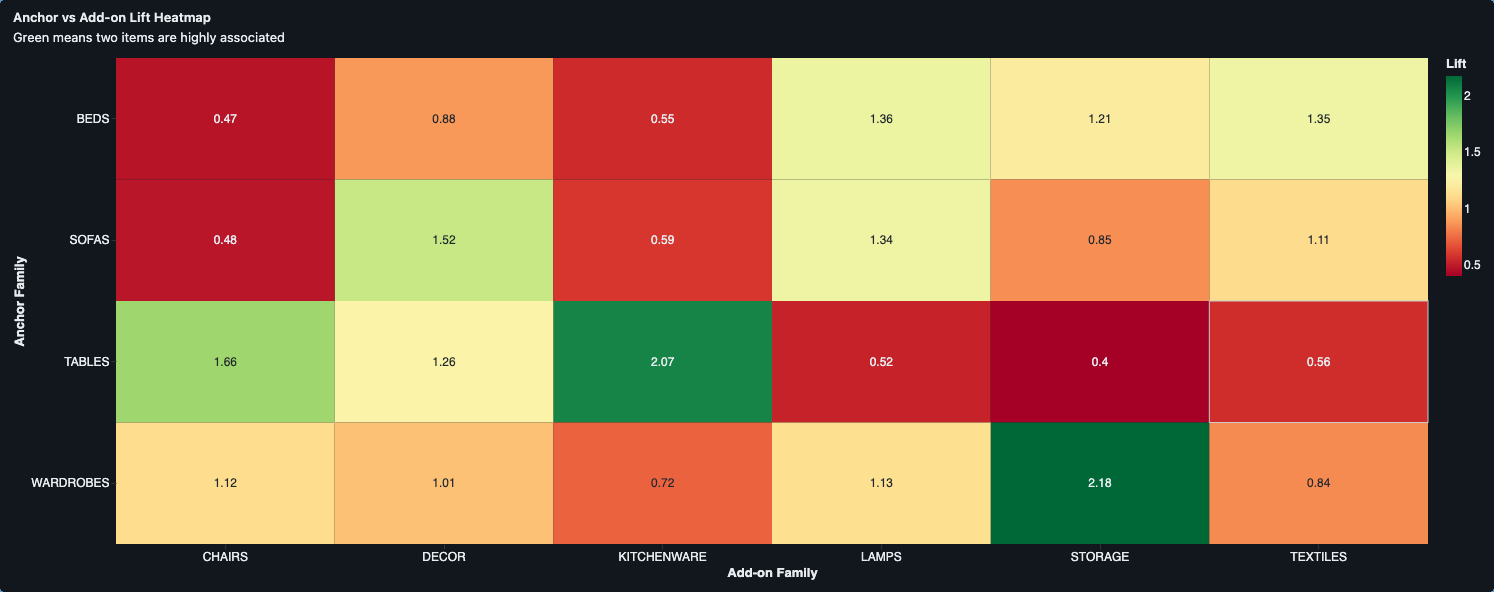 Anchor vs Add-on Lift Heatmap
Green means two items are highly associated
Lift
2
1.5
1
0.5
Anchor Family
BEDS 0.47 0.88 0.55 1.36 1.21 1.35
SOFAS 0.48 1.52 0.59 1.34 0.85 1.11
TABLES 1.66 1.26 2.07 0.52 0.4 0.56
WARDROBES 1.12 1.01 0.72 1.13 2.18 0.84
CHAIRS DECOR KITCHENWARE LAMPS STORAGE TEXTILES
Add-on Family